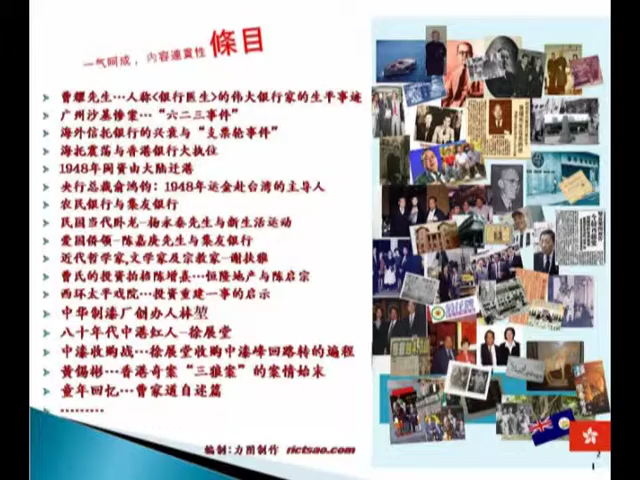 一气呵成，内容連貫性 條目
曹耀先生…人称<银行医生>的伟大银行家的生平事迹
广州沙基惨案…“六二三事件”
海外信托银行的兴衰与“支票轮事件”
海托震荡与香港银行大执位
1948年间资由大陆迁港
央行总裁俞鸿钧：1948年运金赴台湾的主导人
农民银行与集友银行
民国当代卧龙-杨永泰先生与新生活运动
爱国侨领-陈嘉庚先生与集友银行
近代哲学家,文学家及宗教家-谢扶雅
曹氏的投资拍档陈增熹…恒隆地产与陈启宗
西环太平戏院…投资重建一事的启示
中华制漆厂创办人林堃
八十年代中港红人-徐展堂
中漆收购战…徐展堂收购中漆峰回路转的过程
黄錫彬…香港奇案“三狼案”的案情始末
童年回忆…曹家道自述篇
---------
编制:力图制作 rictsao.com